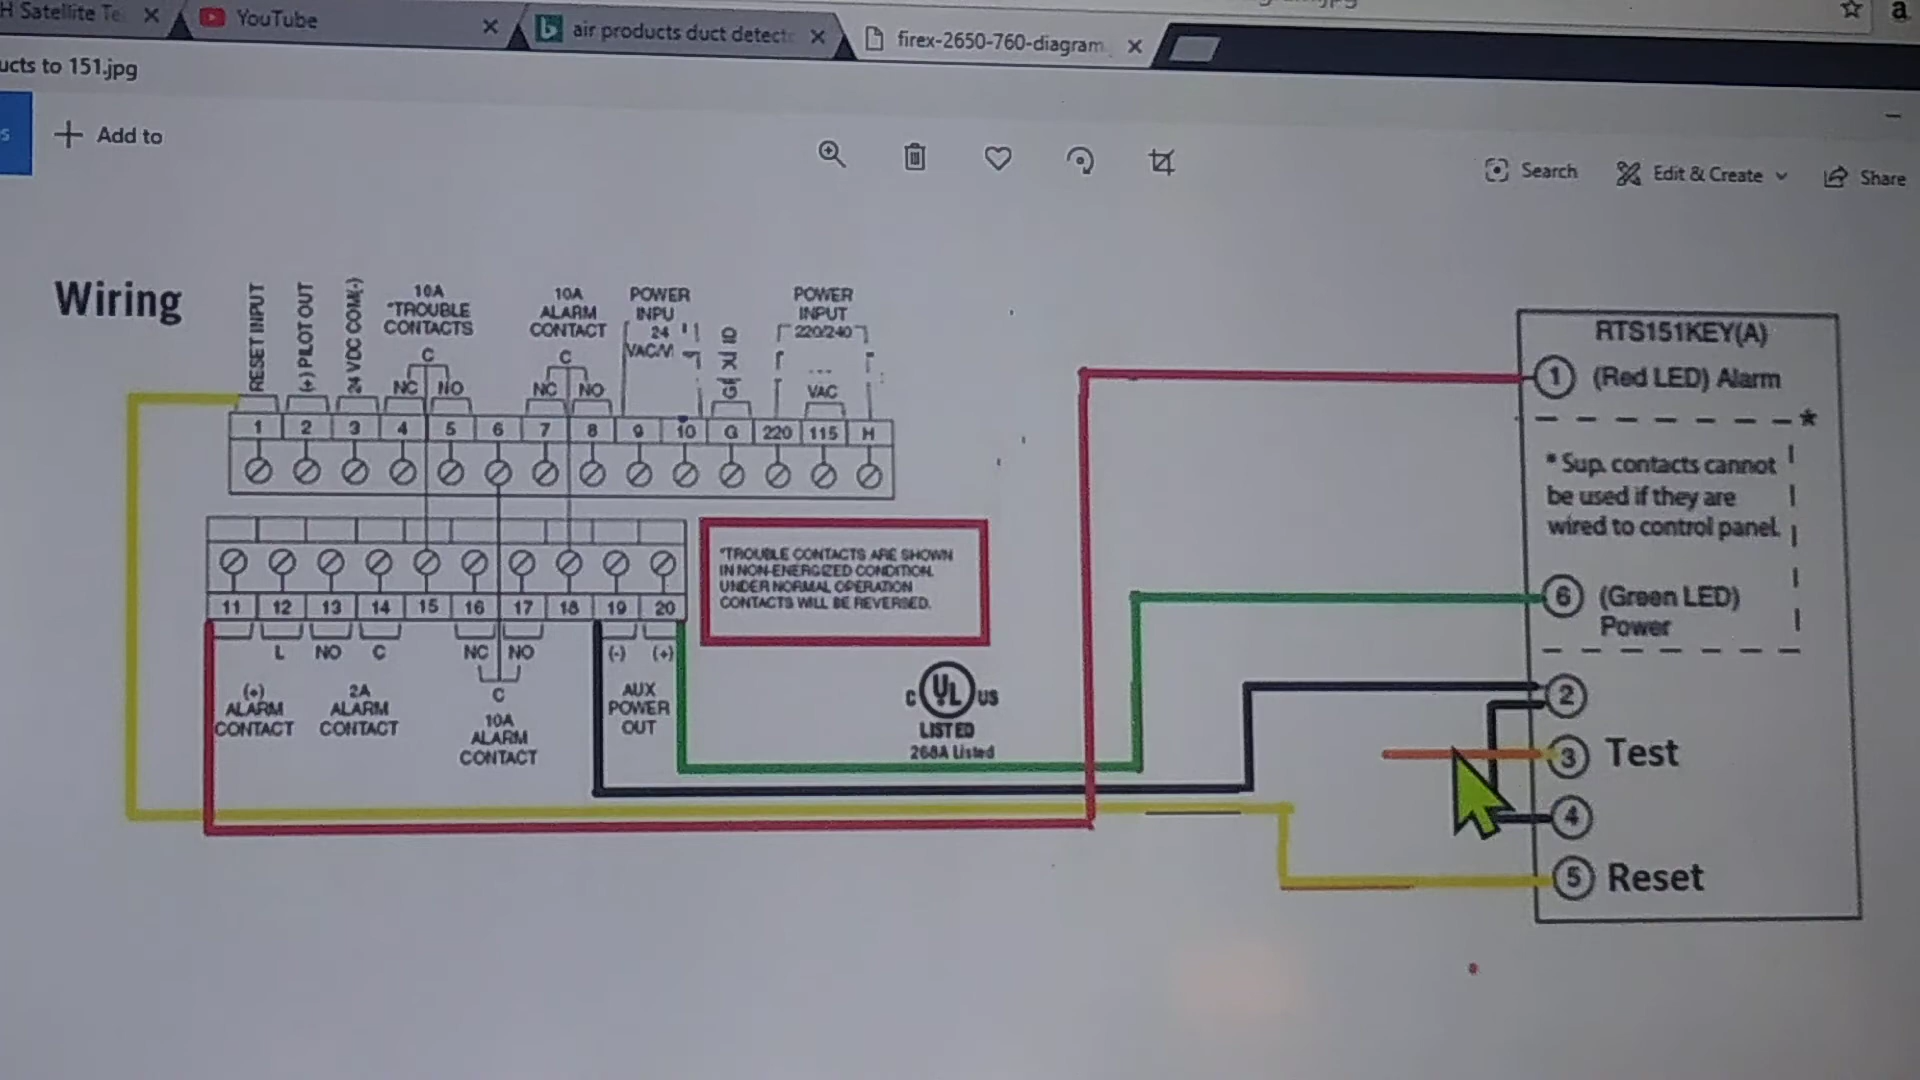 H Satellite Te
YouTube
air products duct detect
firex-2650-760-diagram
ucts to 151.jpg
Add to
Search
Edit & Create
Share
Wiring
RESET INPUT
(+) PILOT OUT
24 VDC COM(-)
10A
*TROUBLE
CONTACTS
C
NC NO
10A
ALARM
CONTACT
C
NC NO
POWER
INPU
24
VAC/V
POWER
INPUT
220/240
VAC
1 2 3 4 5 6 7 8 9 10 G 220 115 H
11 12 13 14 15 16 17 18 19 20
L NO C NC NO (-) (+)
(+)
ALARM
CONTACT
2A
ALARM
CONTACT
C
10A
ALARM
CONTACT
AUX
POWER
OUT
*TROUBLE CONTACTS ARE SHOWN
IN NON-ENERGIZED CONDITION.
UNDER NORMAL OPERATION
CONTACTS WILL BE REVERSED.
C UL US
LISTED
268A Listed
RTS151KEY(A)
1 (Red LED) Alarm
*
* Sup. contacts cannot
be used if they are
wired to control panel.
6 (Green LED)
Power
2
3 Test
4
5 Reset